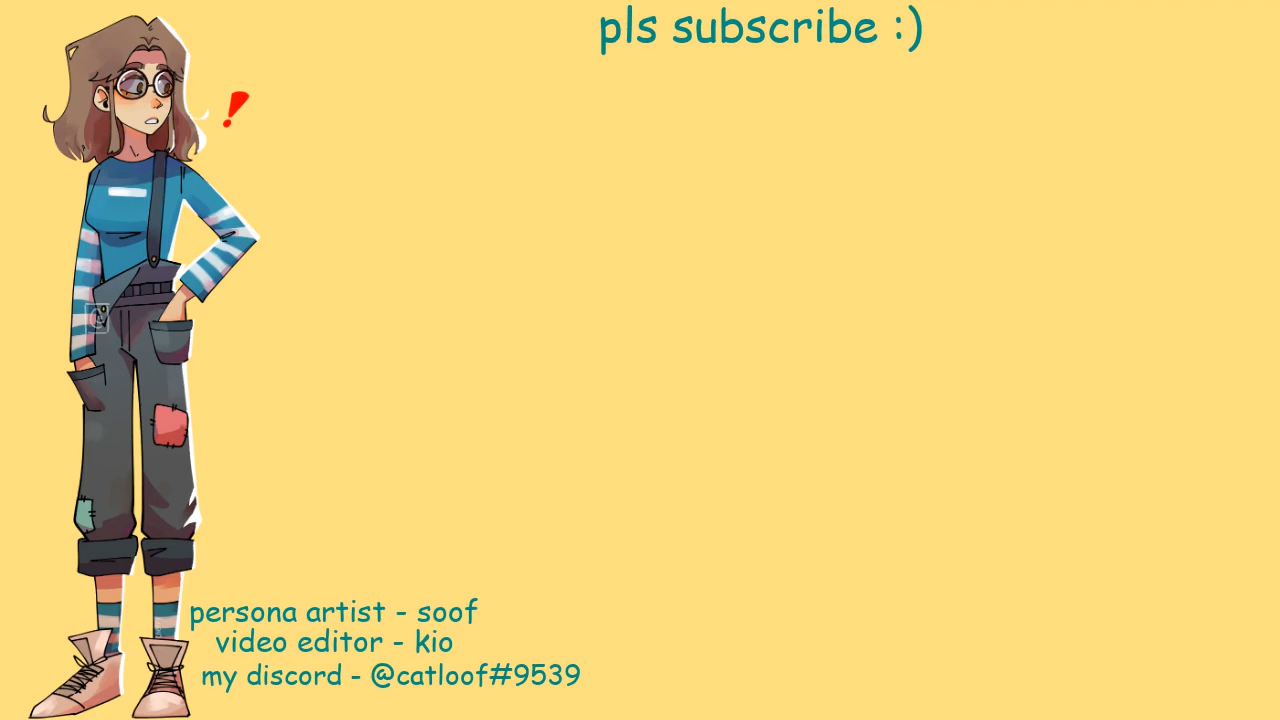 pls subscribe :)
persona artist - soof
video editor - kio
my discord - @catloof#9539